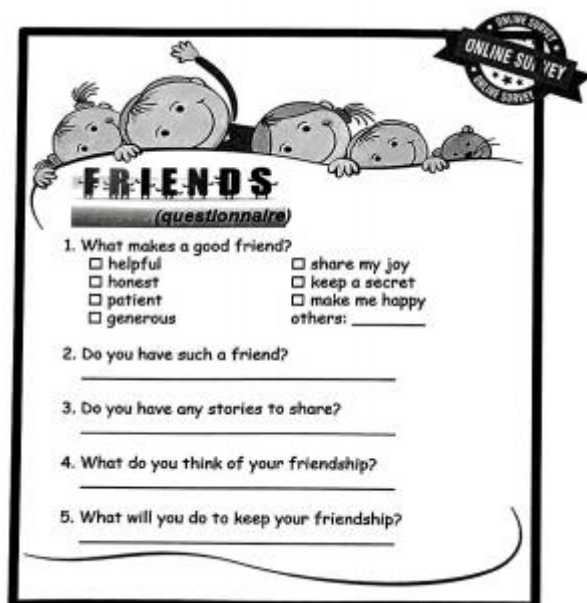 ONLINE SURVEY
ONLINE SURVEY
ONLINE SURVEY
FRIENDS
(questionnaire)
1. What makes a good friend?
☐ helpful ☐ share my joy
☐ honest ☐ keep a secret
☐ patient ☐ make me happy
☐ generous others: ________
2. Do you have such a friend?
3. Do you have any stories to share?
4. What do you think of your friendship?
5. What will you do to keep your friendship?